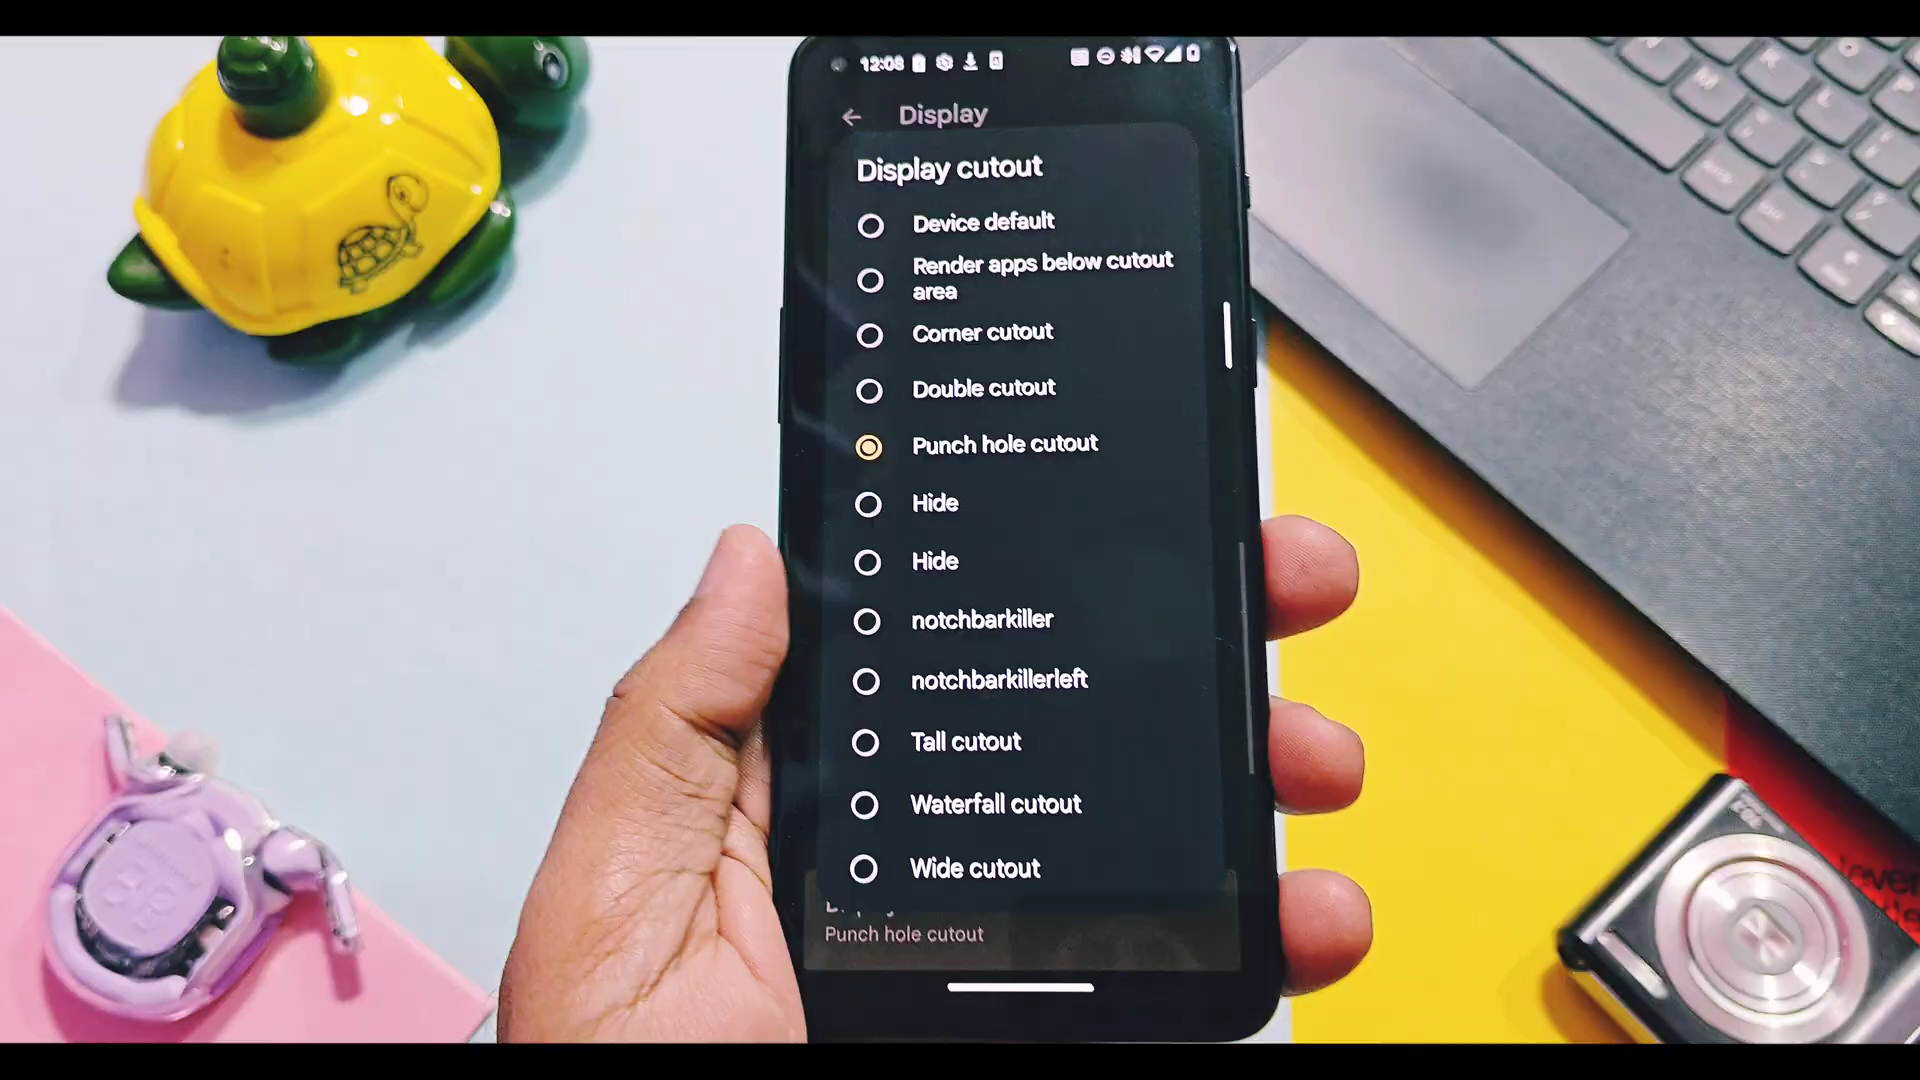 12:08
Display
Display cutout
Device default
Render apps below cutout
area
Corner cutout
Double cutout
Punch hole cutout
Hide
Hide
notchbarkiller
notchbarkillerleft
Tall cutout
Waterfall cutout
Wide cutout
Punch hole cutout